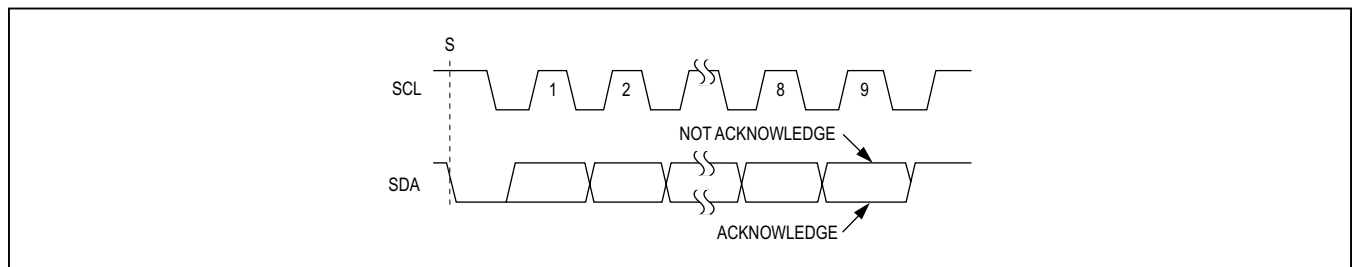 S
SCL 1 2 8 9
NOT ACKNOWLEDGE
SDA
ACKNOWLEDGE